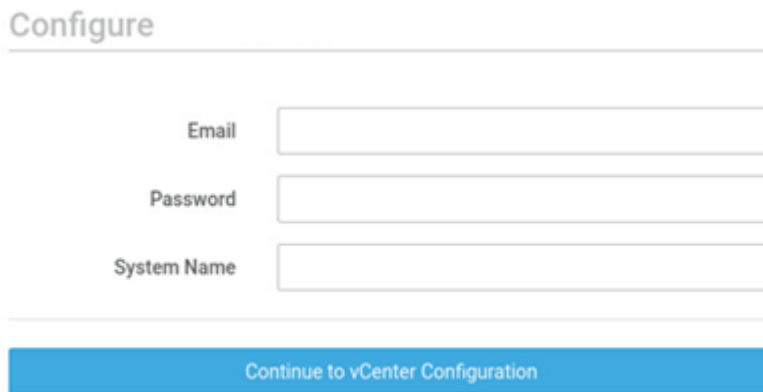 Configure
Email
Password
System Name
Continue to vCenter Configuration